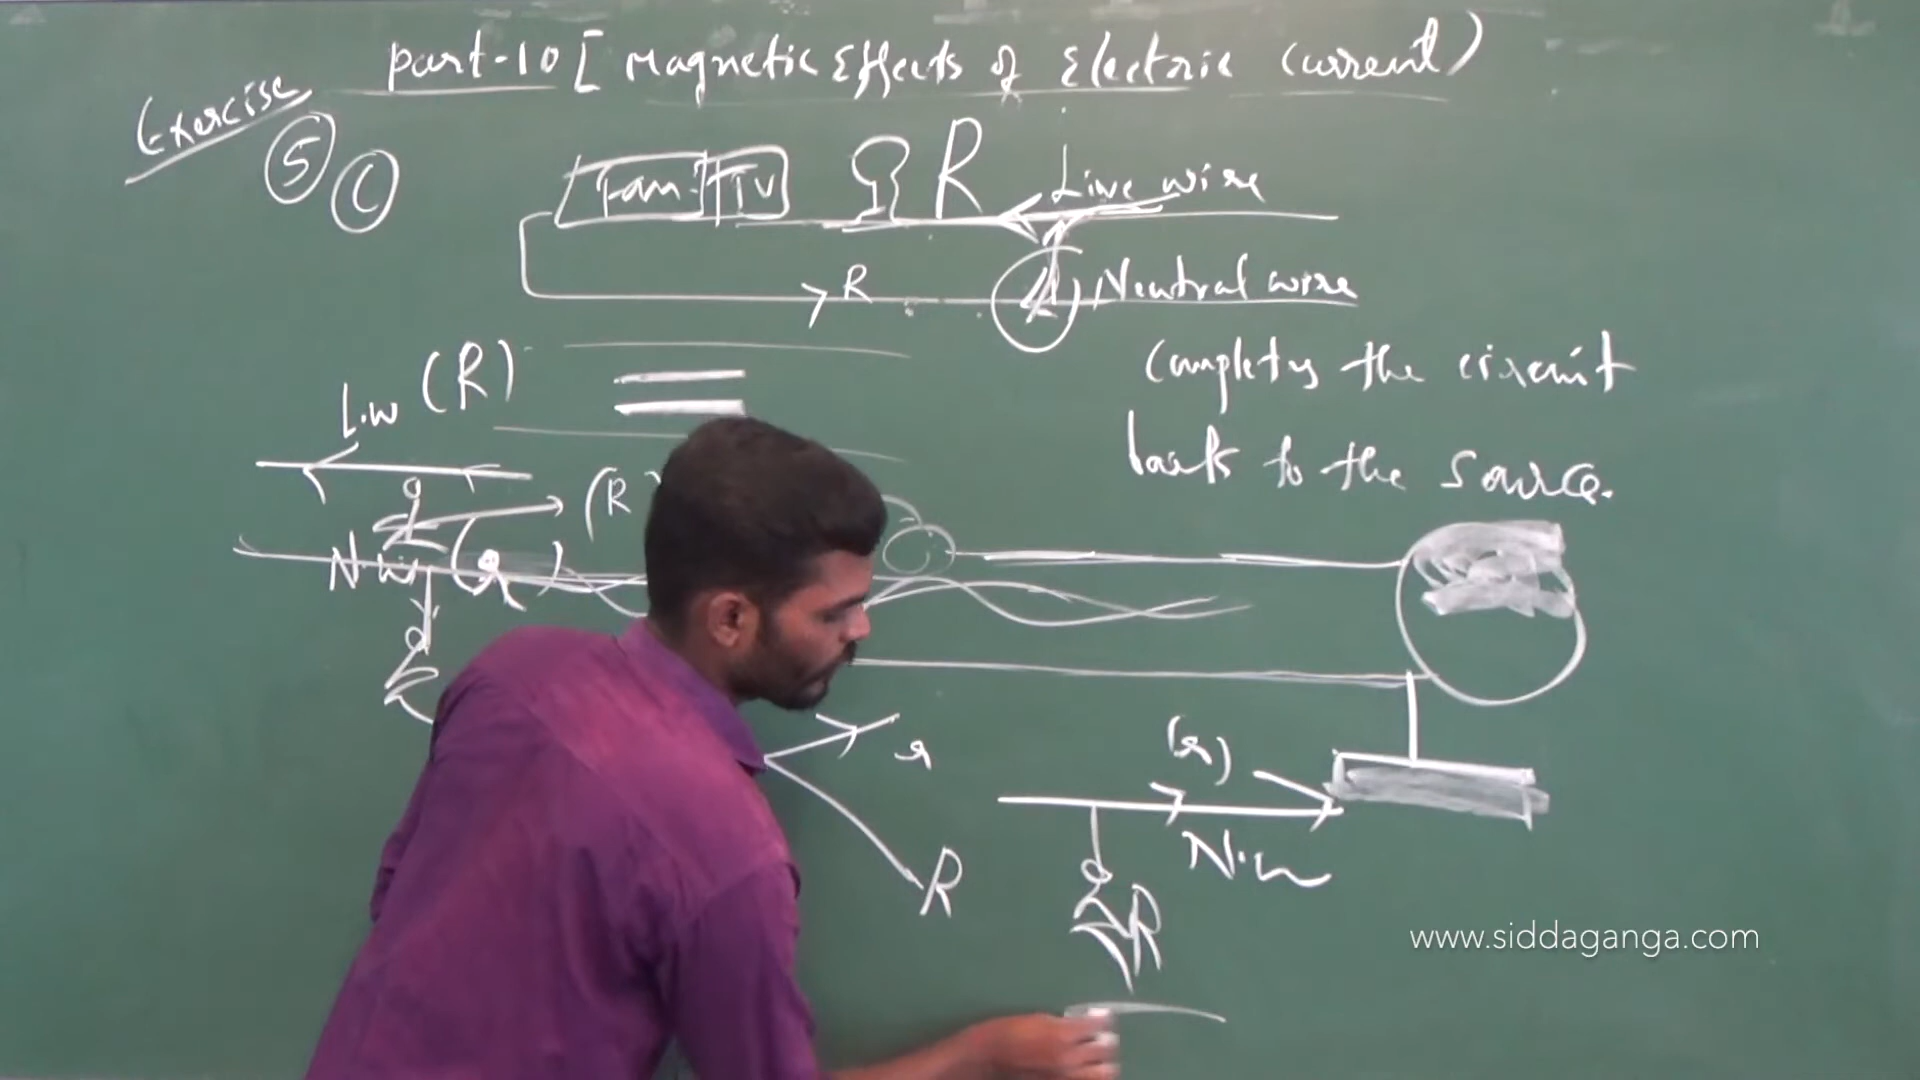 part-10 [ Magnetic Effects of Electric Current )
Exercise
5 C
Fan TV R Live wire
R Neutral wire
Completes the circuit
back to the source.
L.w (R)
(R
N.w (r)
r
(r)
N.w
R
R
www.siddaganga.com